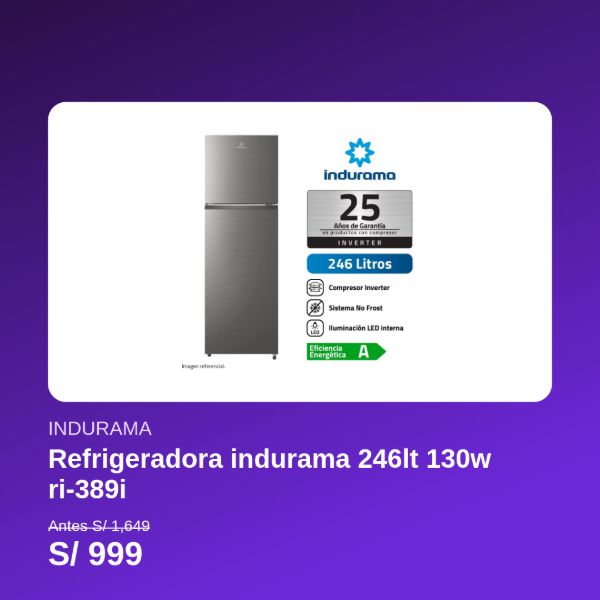 indurama
25
Años de Garantía
en productos con compresor
INVERTER
246 Litros
Compresor Inverter
Sistema No Frost
LED
Iluminación LED interna
Eficiencia
Energética
A
Imagen referencial.
INDURAMA
Refrigeradora indurama 246lt 130w
ri-389i
Antes S/ 1,649
S/ 999